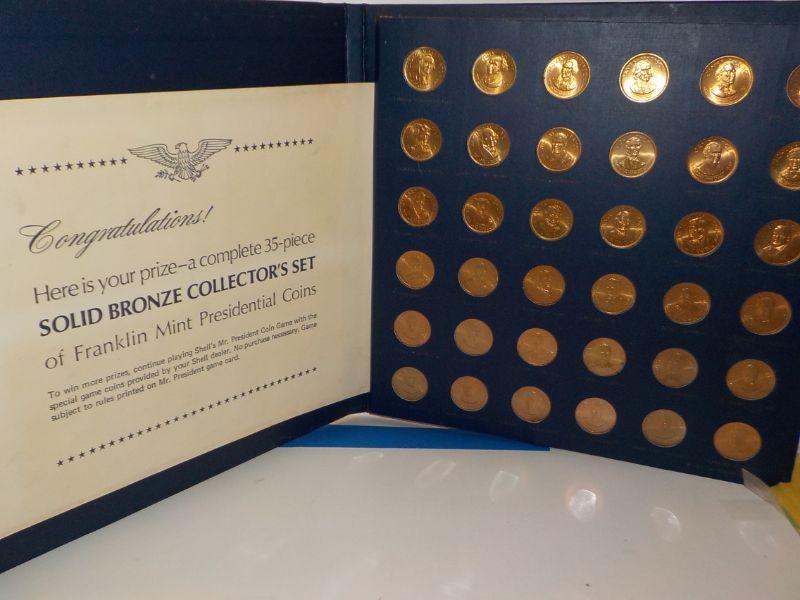 Congratulations!
Here is your prize—a complete 35-piece
SOLID BRONZE COLLECTOR'S SET
of Franklin Mint Presidential Coins
To win more prizes, continue playing Shell's Mr. President Coin Game with the
special game coins provided by your Shell dealer. No purchase necessary. Game
subject to rules printed on Mr. President game card.